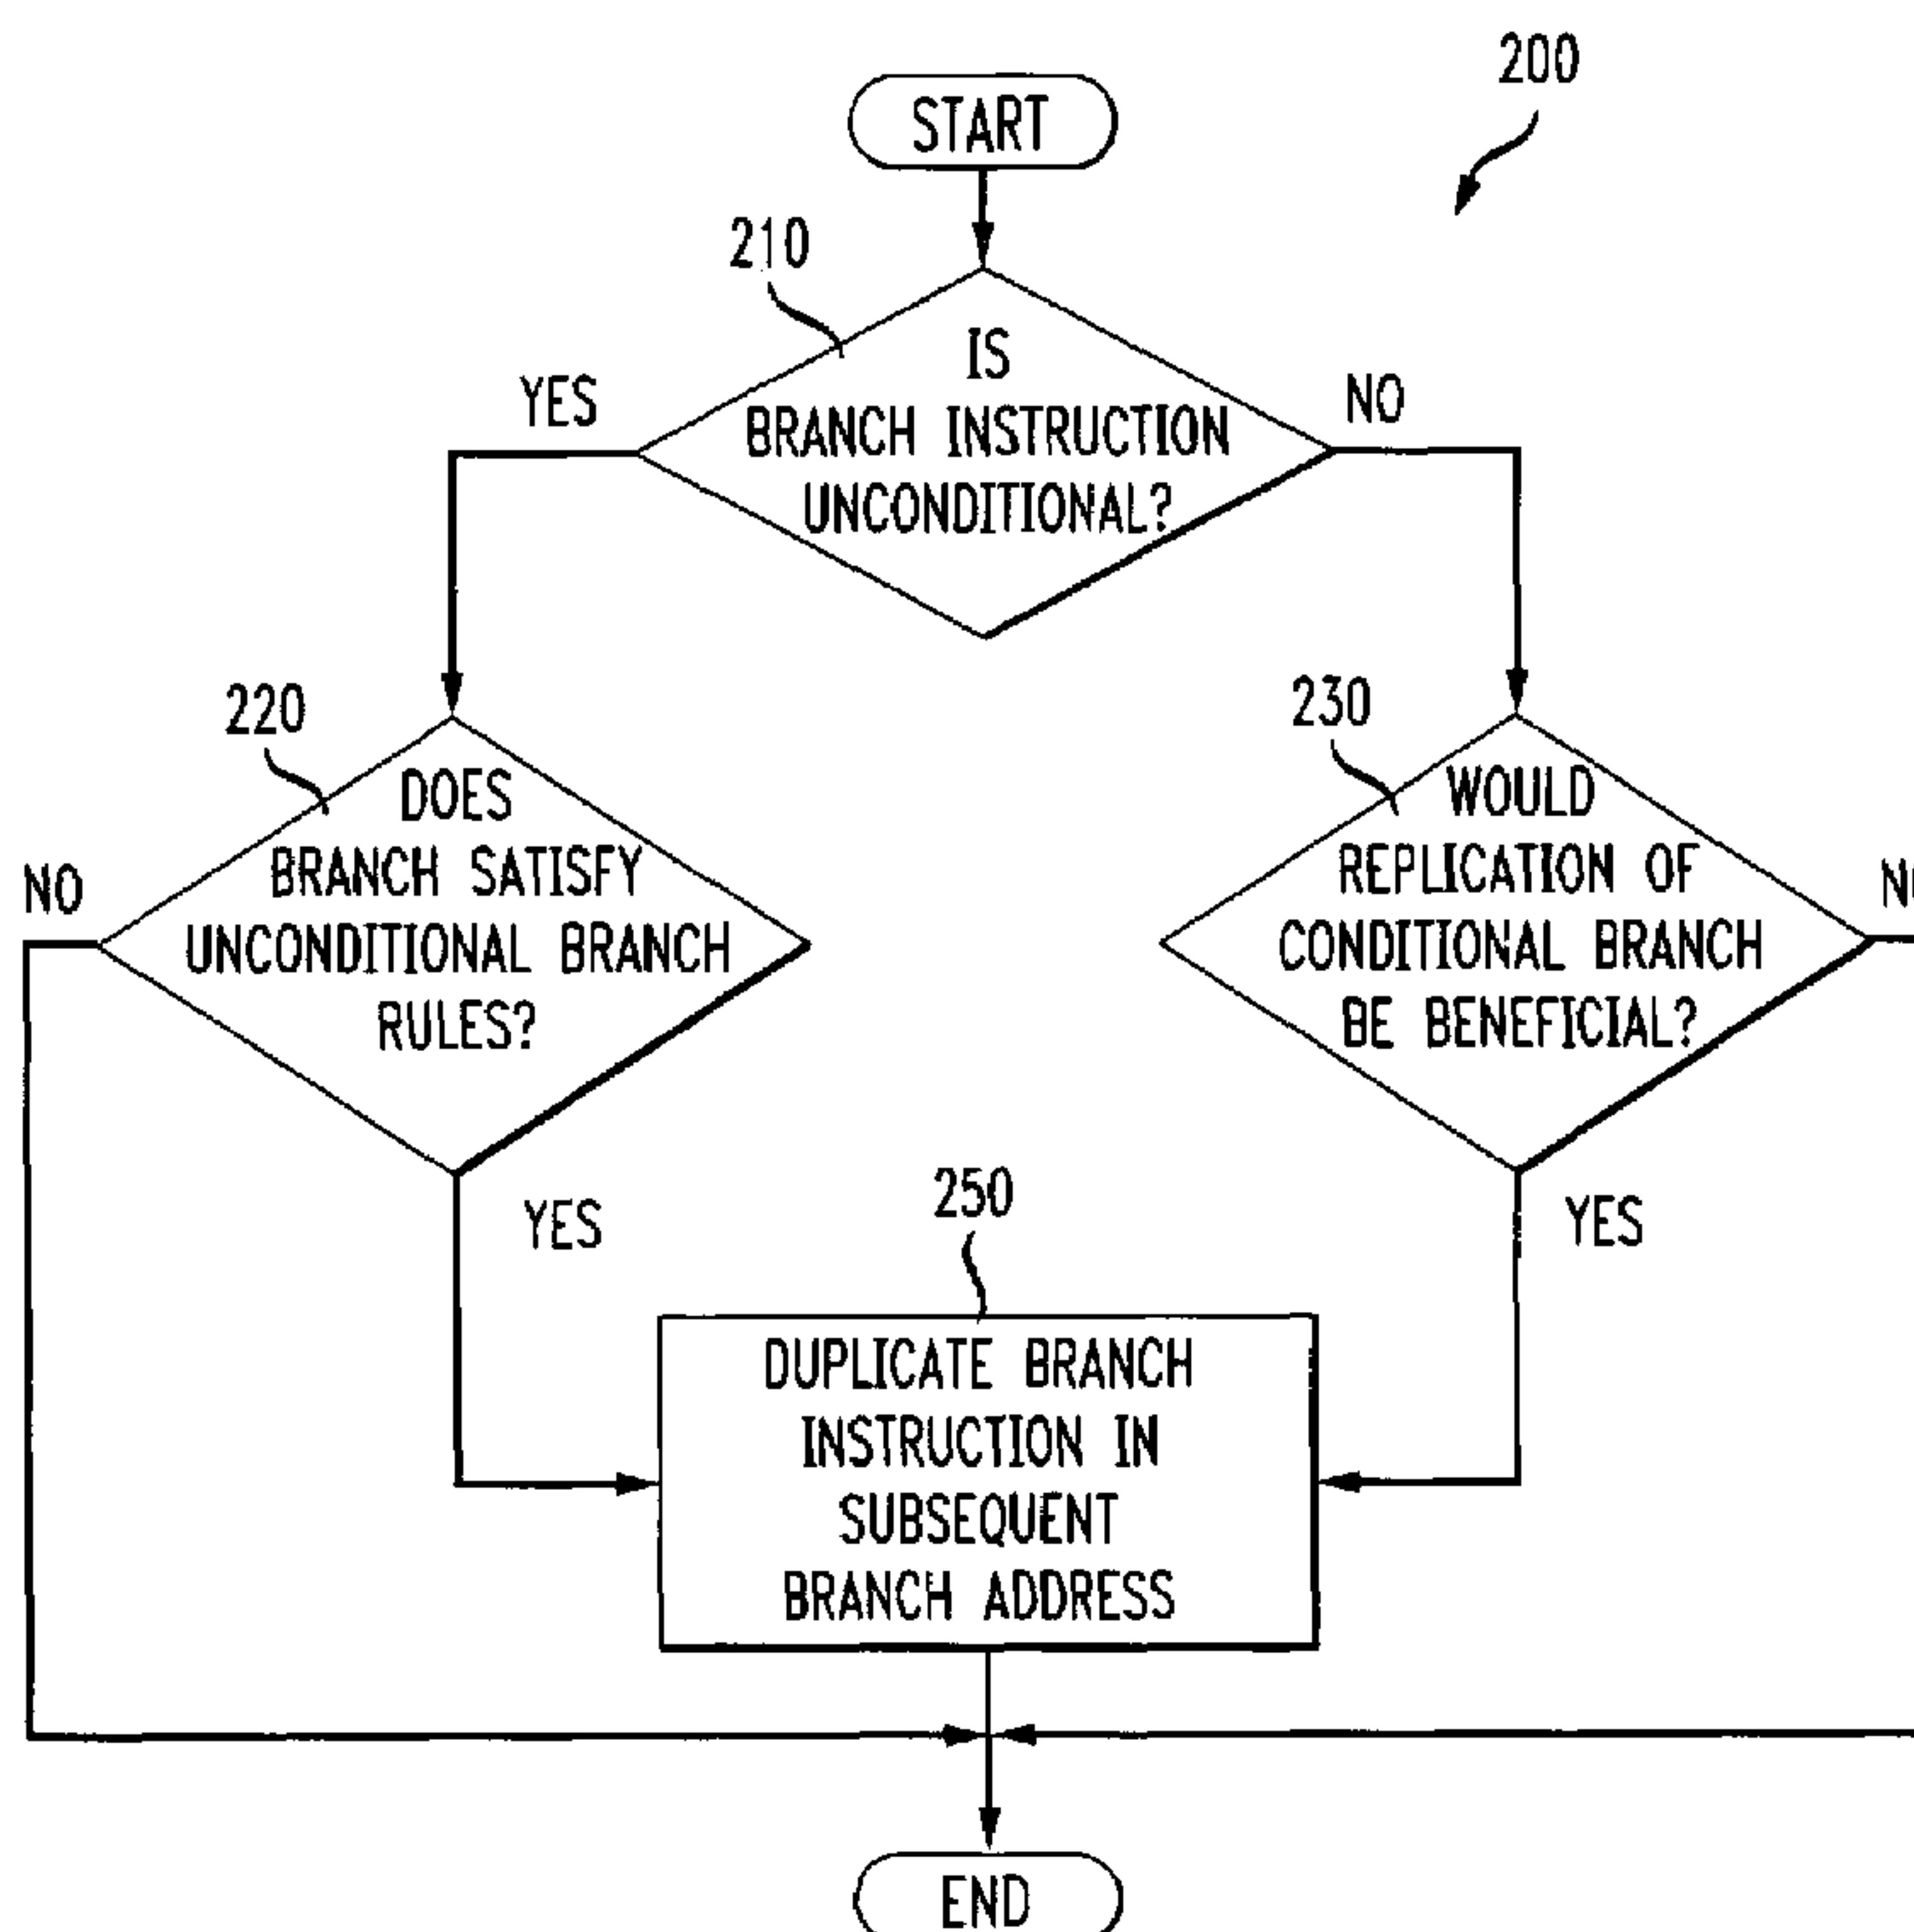 200
START
210
IS
BRANCH INSTRUCTION
UNCONDITIONAL?
YES
NO
220
230
DOES
BRANCH SATISFY
UNCONDITIONAL BRANCH
RULES?
NO
WOULD
REPLICATION OF
CONDITIONAL BRANCH
BE BENEFICIAL?
YES
250
YES
DUPLICATE BRANCH
INSTRUCTION IN
SUBSEQUENT
BRANCH ADDRESS
END